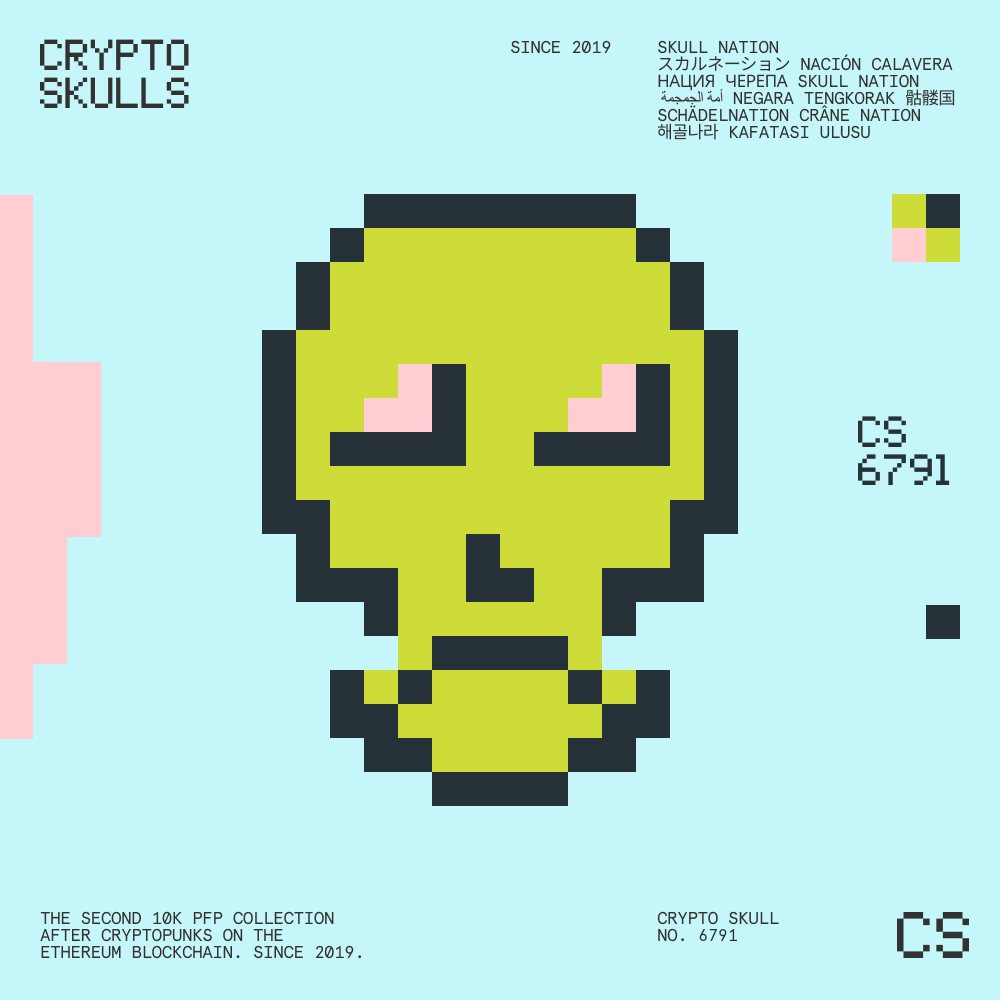 CRYPTO
SKULLS
SINCE 2019
SKULL NATION
スカルネーション NACIÓN CALAVERA
НАЦИЯ ЧЕРЕПА SKULL NATION
أمة الجمجمة NEGARA TENGKORAK 骷髅国
SCHÄDELNATION CRÂNE NATION
해골나라 KAFATASI ULUSU
CS
6791
THE SECOND 10K PFP COLLECTION
AFTER CRYPTOPUNKS ON THE
ETHEREUM BLOCKCHAIN. SINCE 2019.
CRYPTO SKULL
NO. 6791
CS